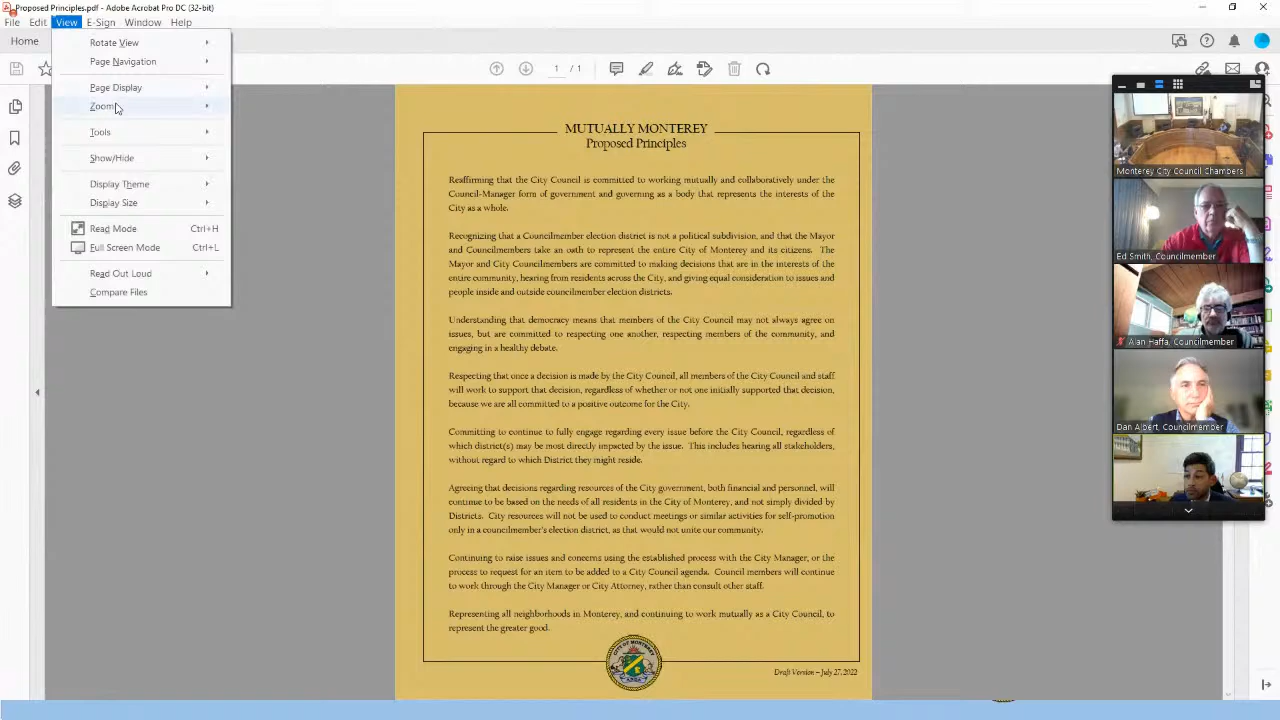 Proposed Principles.pdf - Adobe Acrobat Pro DC (32-bit)
File Edit View E-Sign Window Help
Home
Rotate View
Page Navigation
Page Display
Zoom
Tools
Show/Hide
Display Theme
Display Size
Read Mode Ctrl+H
Full Screen Mode Ctrl+L
Read Out Loud
Compare Files
1 / 1
MUTUALLY MONTEREY
Proposed Principles
Reaffirming that the City Council is committed to working mutually and collaboratively under the
Council-Manager form of government and governing as a body that represents the interests of the
City as a whole.
Recognizing that a Councilmember election district is not a political subdivision, and that the Mayor
and Councilmembers take an oath to represent the entire City of Monterey and its citizens. The
Mayor and City Councilmembers are committed to making decisions that are in the interests of the
entire community, hearing from residents across the City, and giving equal consideration to issues and
people inside and outside councilmember election districts.
Understanding that democracy means that members of the City Council may not always agree on
issues, but are committed to respecting one another, respecting members of the community, and
engaging in a healthy debate.
Respecting that once a decision is made by the City Council, all members of the City Council and staff
will work to support that decision, regardless of whether or not one initially supported that decision,
because we are all committed to a positive outcome for the City.
Committing to continue to fully engage regarding every issue before the City Council, regardless of
which district(s) may be most directly impacted by the issue. This includes hearing all stakeholders,
without regard to which District they might reside.
Agreeing that decisions regarding resources of the City government, both financial and personnel, will
continue to be based on the needs of all residents in the City of Monterey, and not simply divided by
Districts. City resources will not be used to conduct meetings or similar activities for self-promotion
only in a councilmember's election district, as that would not unite our community.
Continuing to raise issues and concerns using the established process with the City Manager, or the
process to request for an item to be added to a City Council agenda. Council members will continue
to work through the City Manager or City Attorney, rather than consult other staff.
Representing all neighborhoods in Monterey, and continuing to work mutually as a City Council, to
represent the greater good.
CITY OF MONTEREY
Draft Version – July 27, 2022
Monterey City Council Chambers
Ed Smith, Councilmember
Alan Haffa, Councilmember
Dan Albert, Councilmember